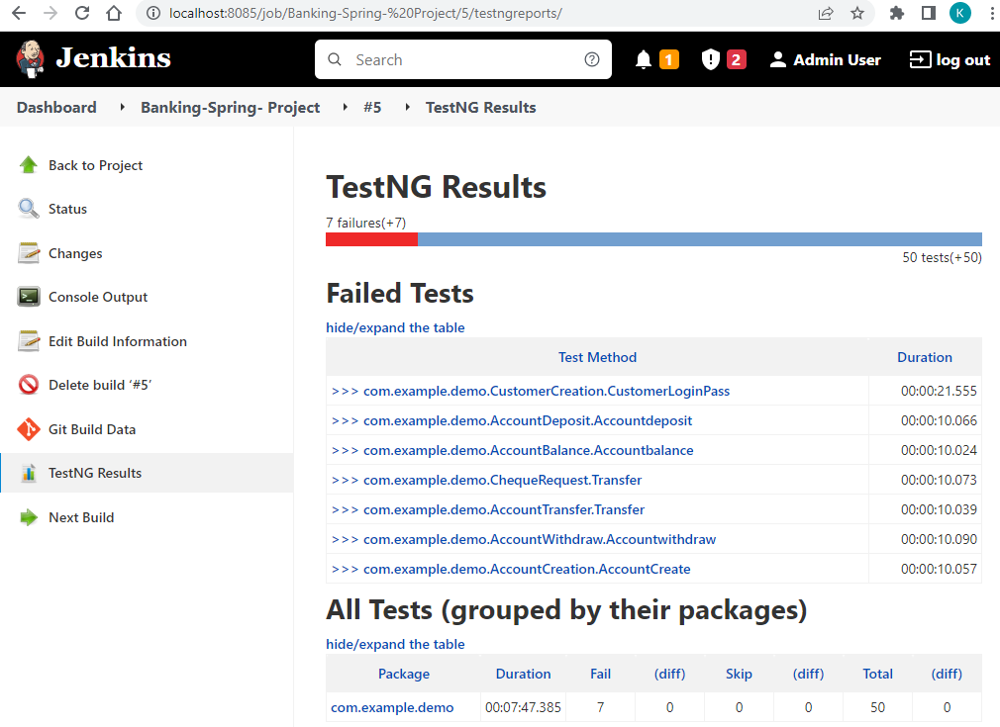 localhost:8085/job/Banking-Spring-%20Project/5/testngreports/
K
Jenkins
Search
1
2
Admin User
log out
Dashboard
Banking-Spring- Project
#5
TestNG Results
Back to Project
Status
Changes
Console Output
Edit Build Information
Delete build ‘#5’
Git Build Data
TestNG Results
Next Build
TestNG Results
7 failures(+7)
50 tests(+50)
Failed Tests
hide/expand the table
Test Method Duration
>>> com.example.demo.CustomerCreation.CustomerLoginPass 00:00:21.555
>>> com.example.demo.AccountDeposit.Accountdeposit 00:00:10.066
>>> com.example.demo.AccountBalance.Accountbalance 00:00:10.024
>>> com.example.demo.ChequeRequest.Transfer 00:00:10.073
>>> com.example.demo.AccountTransfer.Transfer 00:00:10.039
>>> com.example.demo.AccountWithdraw.Accountwithdraw 00:00:10.090
>>> com.example.demo.AccountCreation.AccountCreate 00:00:10.057
All Tests (grouped by their packages)
hide/expand the table
Package Duration Fail (diff) Skip (diff) Total (diff)
com.example.demo 00:07:47.385 7 0 0 0 50 0